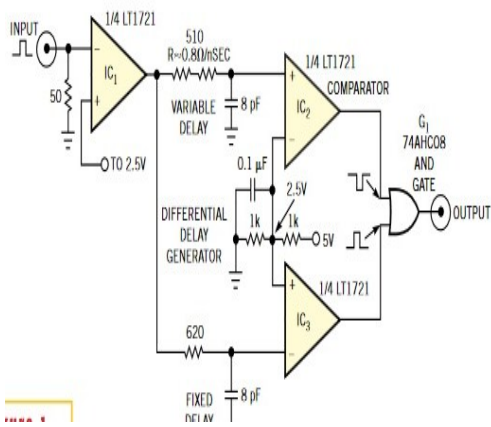 1/4 LT1721
INPUT
IC1
50
TO 2.5V
510
R≈0.8Ω/nSEC
VARIABLE
DELAY
8 pF
1/4 LT1721
COMPARATOR
IC2
0.1 µF
2.5V
1k
1k
5V
DIFFERENTIAL
DELAY
GENERATOR
G1
74AHC08
AND
GATE
OUTPUT
1/4 LT1721
IC3
620
8 pF
FIXED
DELAY